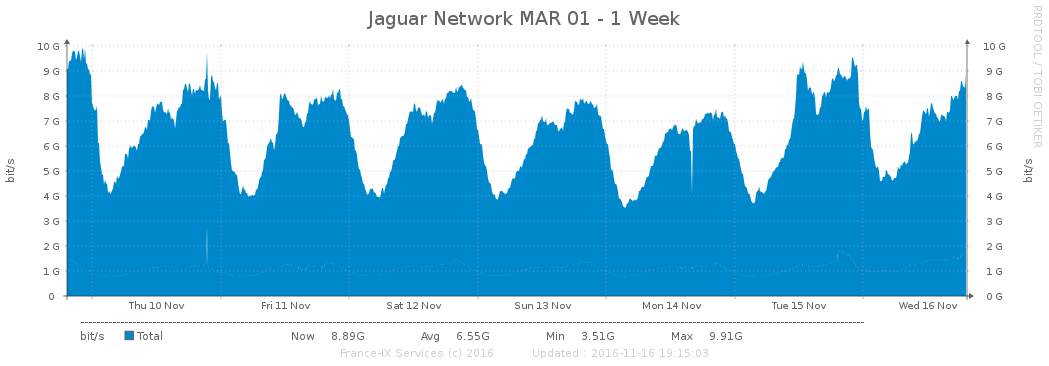 Jaguar Network MAR 01 - 1 Week
RRDTOOL / TOBI OETIKER
10 G 10 G
9 G 9 G
8 G 8 G
7 G 7 G
6 G 6 G
5 G 5 G
4 G 4 G
3 G 3 G
2 G 2 G
1 G 1 G
0 0 G
bit/s
bit/s
Thu 10 Nov Fri 11 Nov Sat 12 Nov Sun 13 Nov Mon 14 Nov Tue 15 Nov Wed 16 Nov
bit/s Total Now 8.89G Avg 6.55G Min 3.51G Max 9.91G
France-IX Services (c) 2016 Updated : 2016-11-16 19:15:03